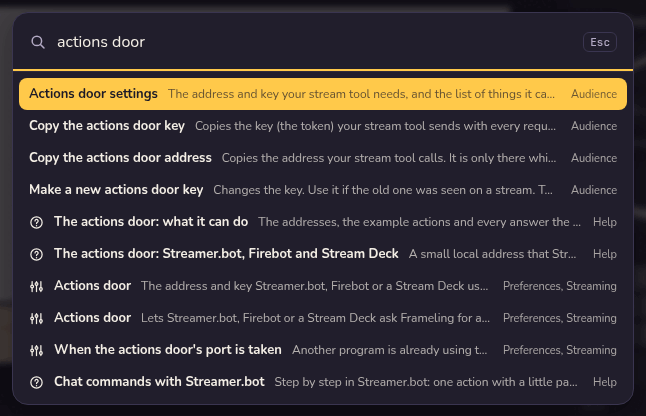 actions door Esc
Actions door settings The address and key your stream tool needs, and the list of things it ca... Audience
Copy the actions door key Copies the key (the token) your stream tool sends with every requ... Audience
Copy the actions door address Copies the address your stream tool calls. It is only there whi... Audience
Make a new actions door key Changes the key. Use it if the old one was seen on a stream. T... Audience
The actions door: what it can do The addresses, the example actions and every answer the ... Help
The actions door: Streamer.bot, Firebot and Stream Deck A small local address that Str... Help
Actions door The address and key Streamer.bot, Firebot or a Stream Deck us... Preferences, Streaming
Actions door Lets Streamer.bot, Firebot or a Stream Deck ask Frameling for a... Preferences, Streaming
When the actions door's port is taken Another program is already using t... Preferences, Streaming
Chat commands with Streamer.bot Step by step in Streamer.bot: one action with a little pa... Help